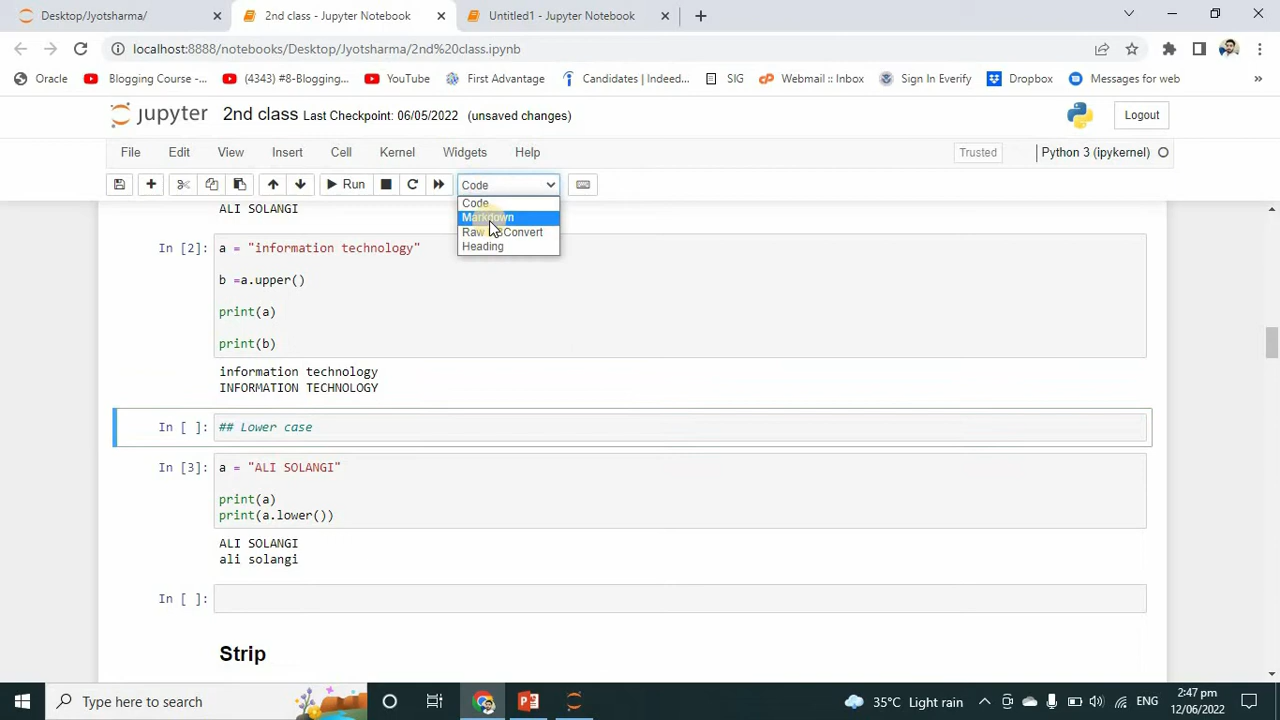 Desktop/Jyotsharma/
2nd class - Jupyter Notebook
Untitled1 - Jupyter Notebook
localhost:8888/notebooks/Desktop/Jyotsharma/2nd%20class.ipynb
Oracle
Blogging Course -...
(4343) #8-Blogging...
YouTube
First Advantage
Candidates | Indeed...
SIG
Webmail :: Inbox
Sign In Everify
Dropbox
Messages for web
»
jupyter
2nd class Last Checkpoint: 06/05/2022 (unsaved changes)
Logout
File Edit View Insert Cell Kernel Widgets Help
Trusted
Python 3 (ipykernel)
Run
Code
Code
Markdown
Raw Convert
Heading
ALI SOLANGI
In [2]: a = "information technology"
b =a.upper()
print(a)
print(b)
information technology
INFORMATION TECHNOLOGY
In [ ]: ## Lower case
In [3]: a = "ALI SOLANGI"
print(a)
print(a.lower())
ALI SOLANGI
ali solangi
In [ ]:
Strip
Type here to search
35°C Light rain
ENG
2:47 pm
12/06/2022